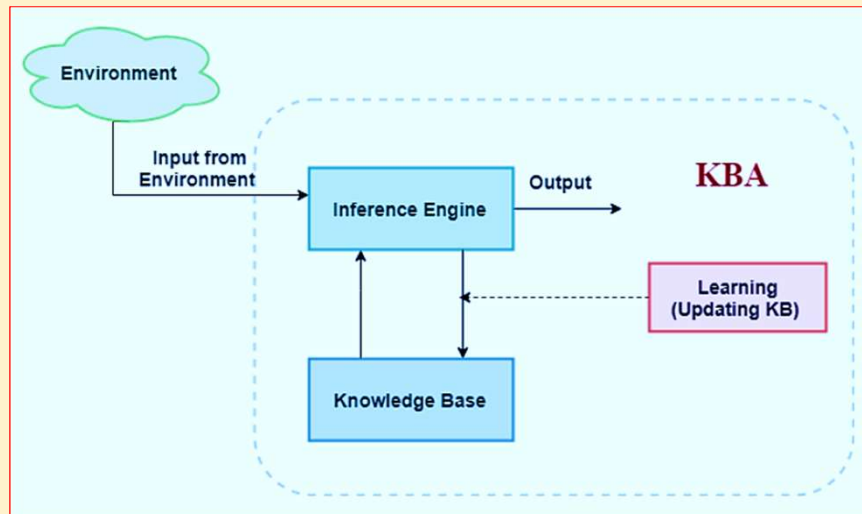 Environment
Input from
Environment
Inference Engine
Output
KBA
Learning
(Updating KB)
Knowledge Base